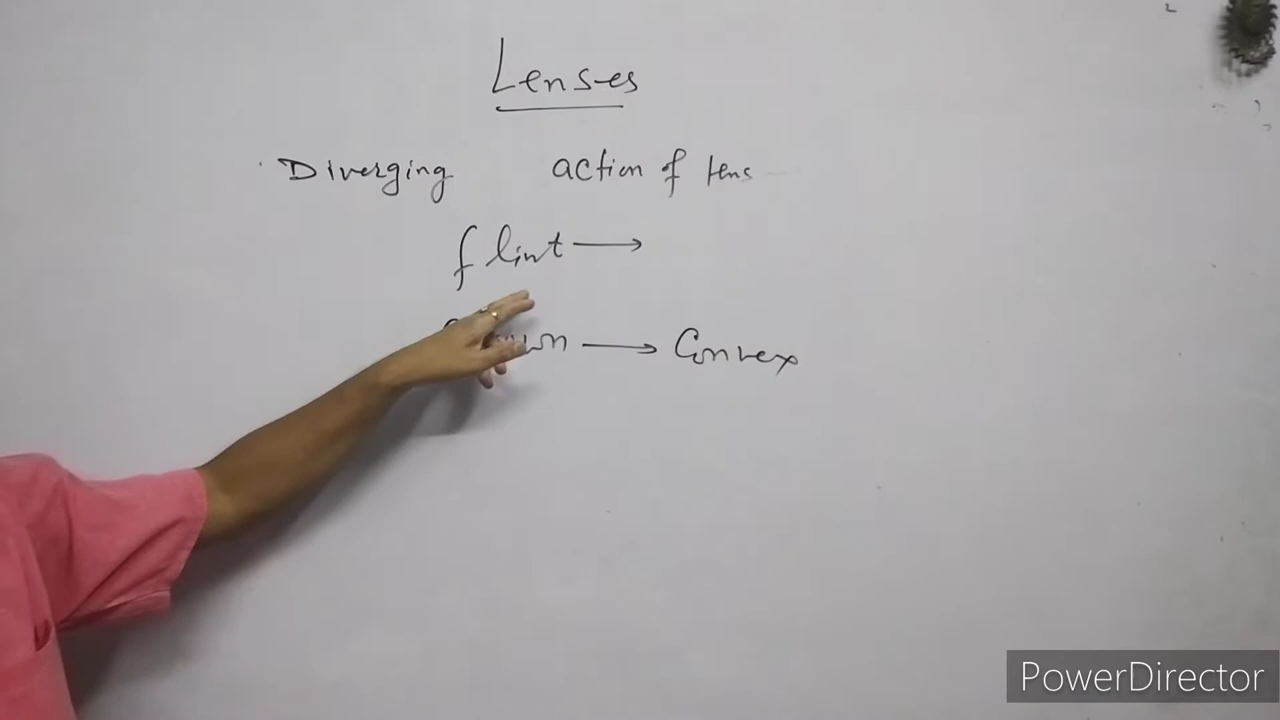 Lenses
Diverging action of lens
flint →
→ Convex
PowerDirector